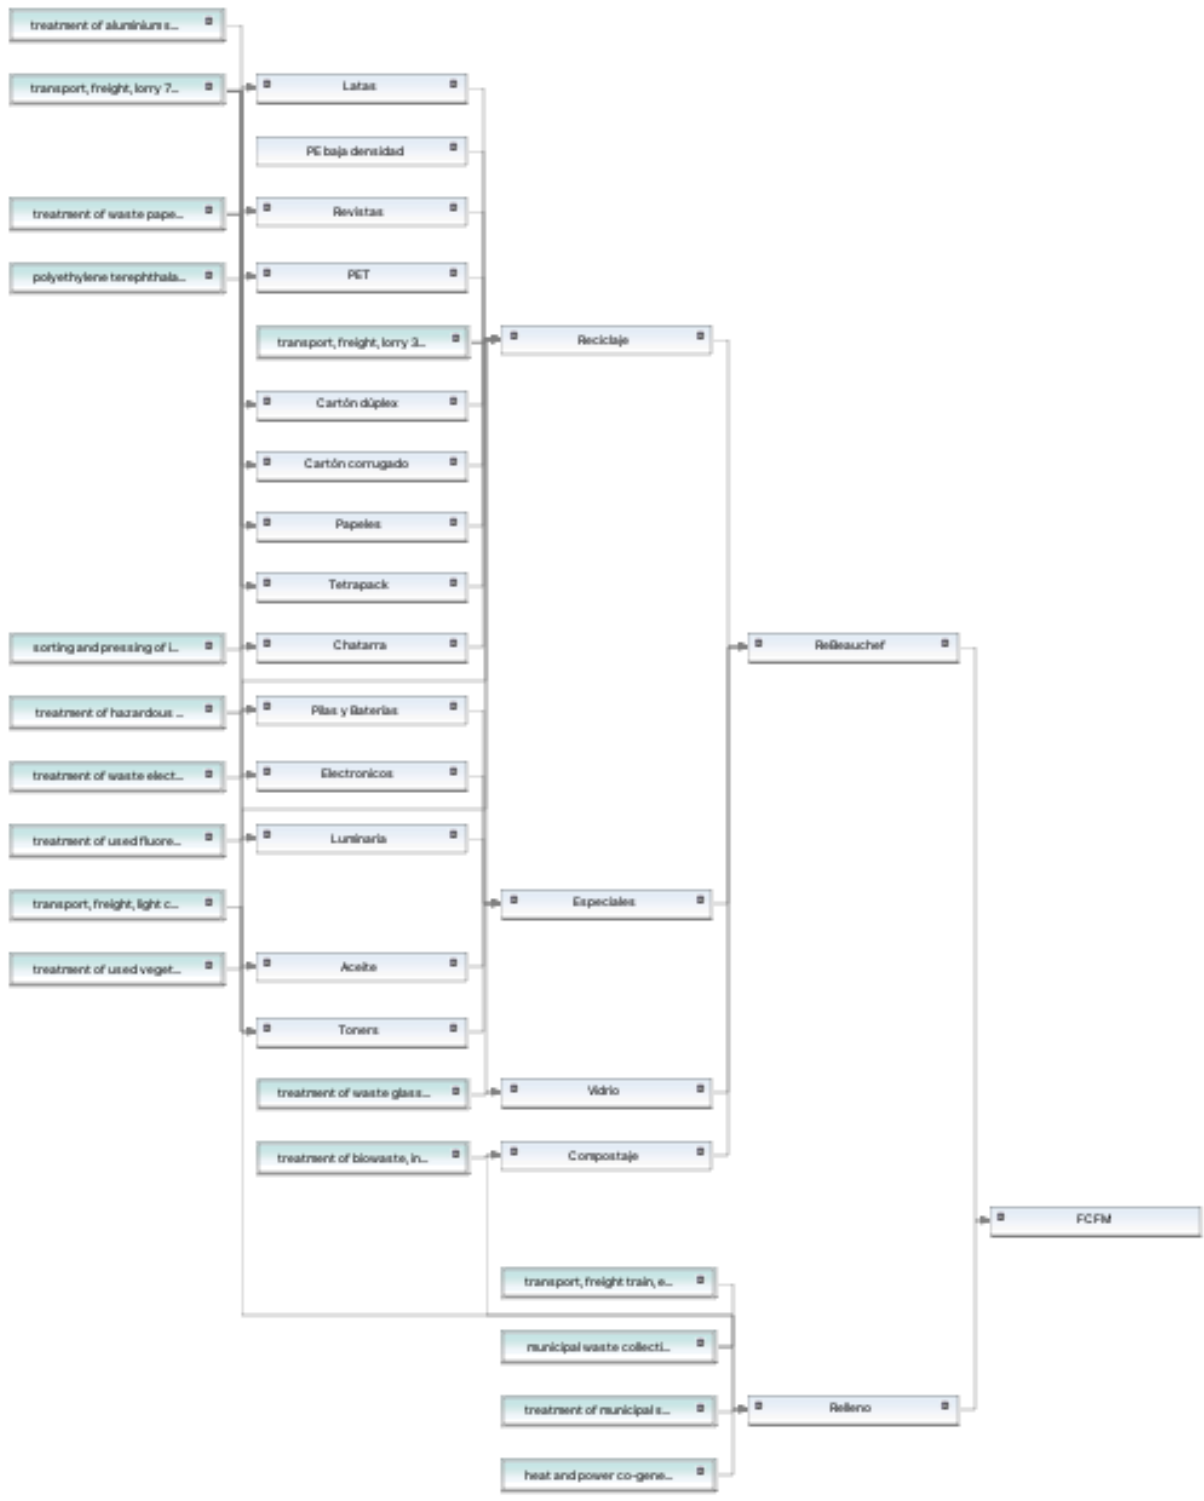 treatment of aluminium s...
transport, freight, lorry 7...
Latas
PE baja densidad
treatment of waste pape...
Revistas
polyethylene terephthala...
PET
transport, freight, lorry 3...
Reciclaje
Cartón dúplex
Cartón corrugado
Papeles
Tetrapack
sorting and pressing of i...
Chatarra
ReBeauchef
treatment of hazardous ...
Pilas y Baterías
treatment of waste elect...
Electronicos
treatment of used fluore...
Luminaria
transport, freight, light c...
Especiales
treatment of used veget...
Aceite
Toners
treatment of waste glass...
Vidrio
treatment of biowaste, in...
Compostaje
FCFM
transport, freight train, e...
municipal waste collecti...
treatment of municipal s...
Relleno
heat and power co-gene...